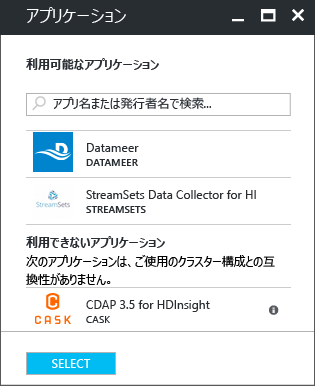 アプリケーション
利用可能なアプリケーション
アプリ名または発行者名で検索...
Datameer
DATAMEER
StreamSets
StreamSets Data Collector for HI
STREAMSETS
利用できないアプリケーション
次のアプリケーションは、ご使用のクラスター構成との互
換性がありません。
CASK
CDAP 3.5 for HDInsight
CASK
SELECT